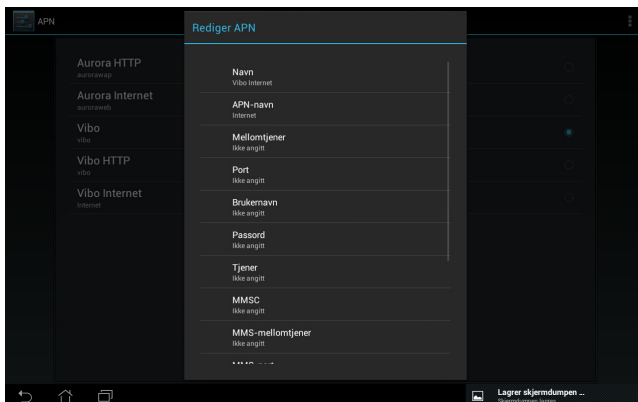 APN
Rediger APN
Aurora HTTP
aurorawap
Aurora Internet
auroraweb
Vibo
vibo
Vibo HTTP
vibo
Vibo Internet
Internet
Navn
Vibo Internet
APN-navn
Internet
Mellomtjener
Ikke angitt
Port
Ikke angitt
Brukernavn
Ikke angitt
Passord
Ikke angitt
Tjener
Ikke angitt
MMSC
Ikke angitt
MMS-mellomtjener
Ikke angitt
Lagrer skjermdumpen ...
Skjermdumpen lagres